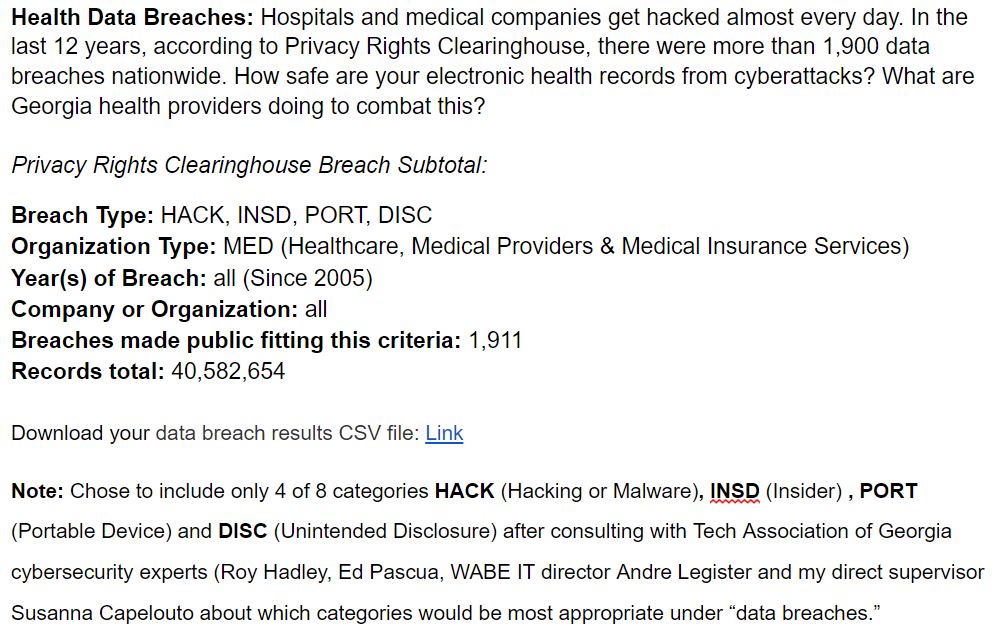 Health Data Breaches: Hospitals and medical companies get hacked almost every day. In the
last 12 years, according to Privacy Rights Clearinghouse, there were more than 1,900 data
breaches nationwide. How safe are your electronic health records from cyberattacks? What are
Georgia health providers doing to combat this?
Privacy Rights Clearinghouse Breach Subtotal:
Breach Type: HACK, INSD, PORT, DISC
Organization Type: MED (Healthcare, Medical Providers & Medical Insurance Services)
Year(s) of Breach: all (Since 2005)
Company or Organization: all
Breaches made public fitting this criteria: 1,911
Records total: 40,582,654
Download your data breach results CSV file: Link
Note: Chose to include only 4 of 8 categories HACK (Hacking or Malware), INSD (Insider) , PORT
(Portable Device) and DISC (Unintended Disclosure) after consulting with Tech Association of Georgia
cybersecurity experts (Roy Hadley, Ed Pascua, WABE IT director Andre Legister and my direct supervisor
Susanna Capelouto about which categories would be most appropriate under “data breaches.”